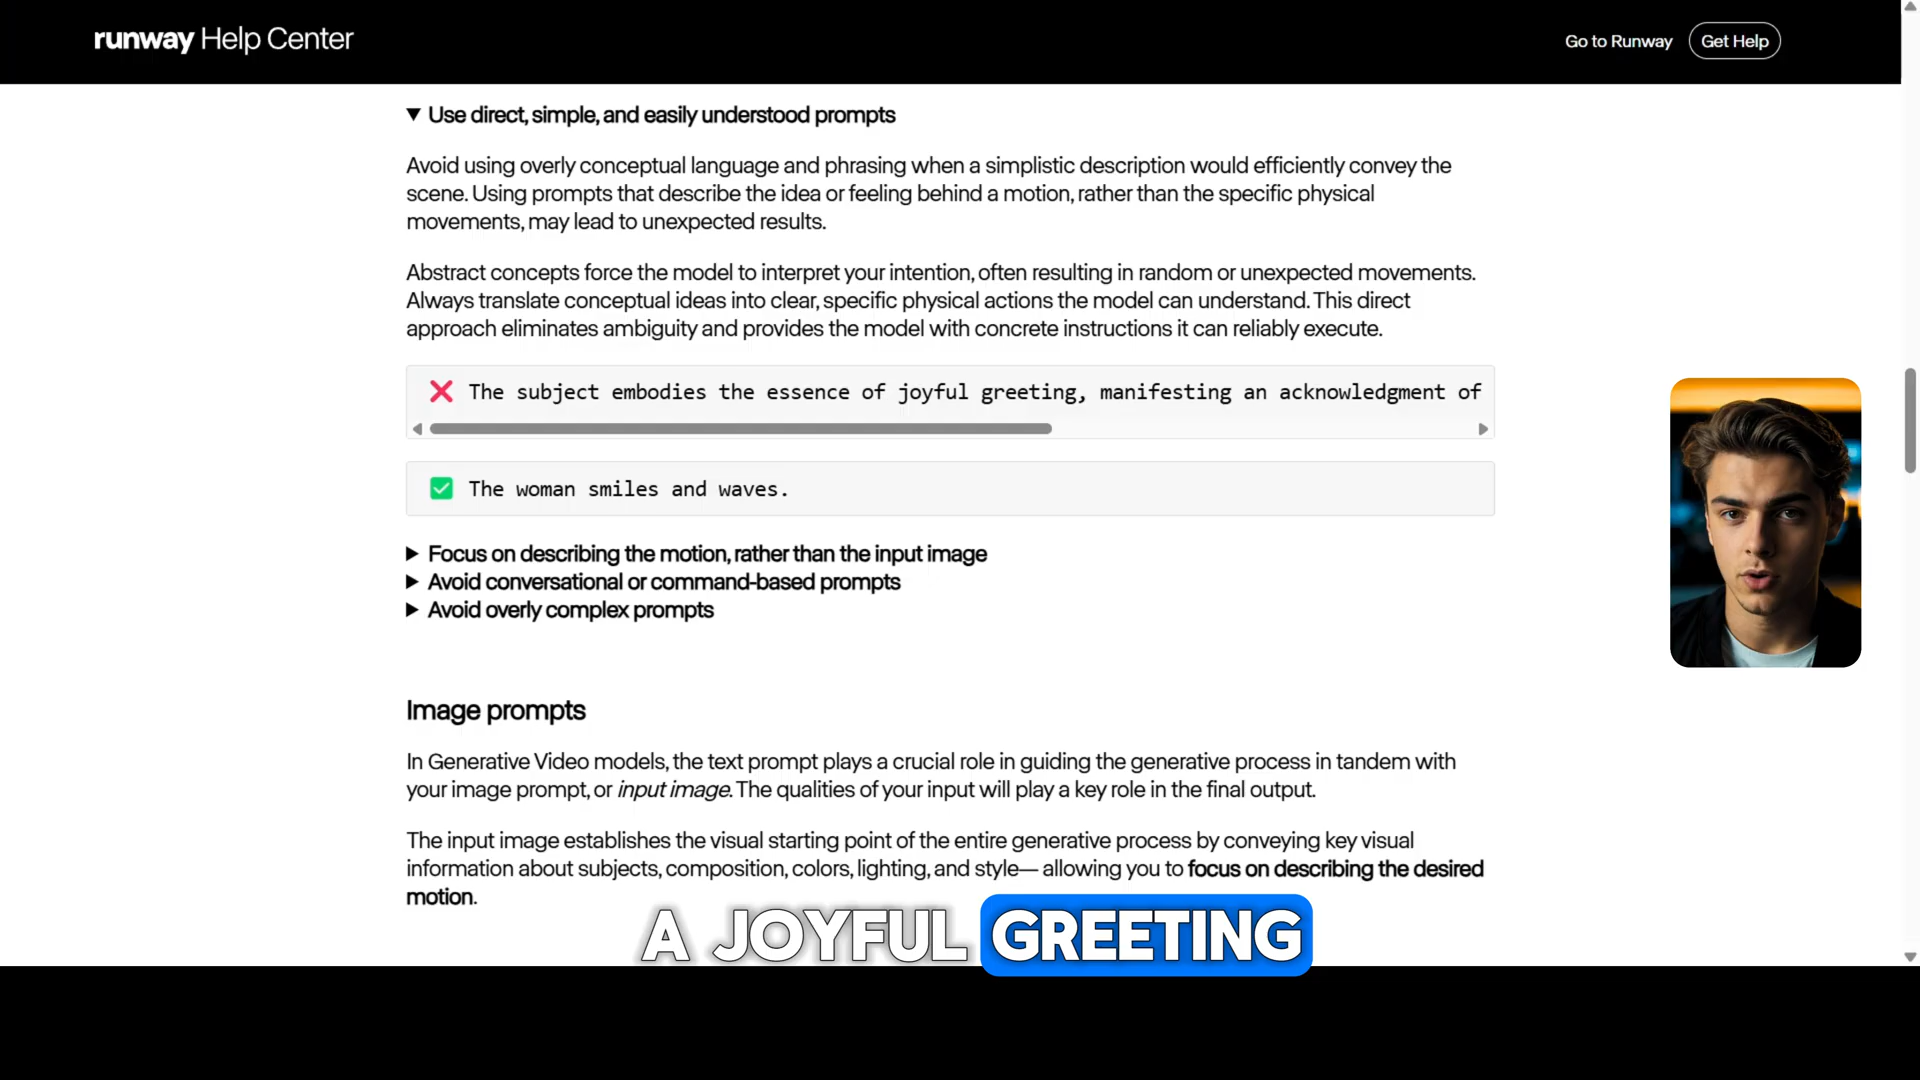 runway Help Center
Go to Runway
Get Help
▼ Use direct, simple, and easily understood prompts
Avoid using overly conceptual language and phrasing when a simplistic description would efficiently convey the
scene. Using prompts that describe the idea or feeling behind a motion, rather than the specific physical
movements, may lead to unexpected results.
Abstract concepts force the model to interpret your intention, often resulting in random or unexpected movements.
Always translate conceptual ideas into clear, specific physical actions the model can understand. This direct
approach eliminates ambiguity and provides the model with concrete instructions it can reliably execute.
❌ The subject embodies the essence of joyful greeting, manifesting an acknowledgment of
✅ The woman smiles and waves.
▶ Focus on describing the motion, rather than the input image
▶ Avoid conversational or command-based prompts
▶ Avoid overly complex prompts
Image prompts
In Generative Video models, the text prompt plays a crucial role in guiding the generative process in tandem with
your image prompt, or input image. The qualities of your input will play a key role in the final output.
The input image establishes the visual starting point of the entire generative process by conveying key visual
information about subjects, composition, colors, lighting, and style— allowing you to focus on describing the desired
motion.
A JOYFUL GREETING